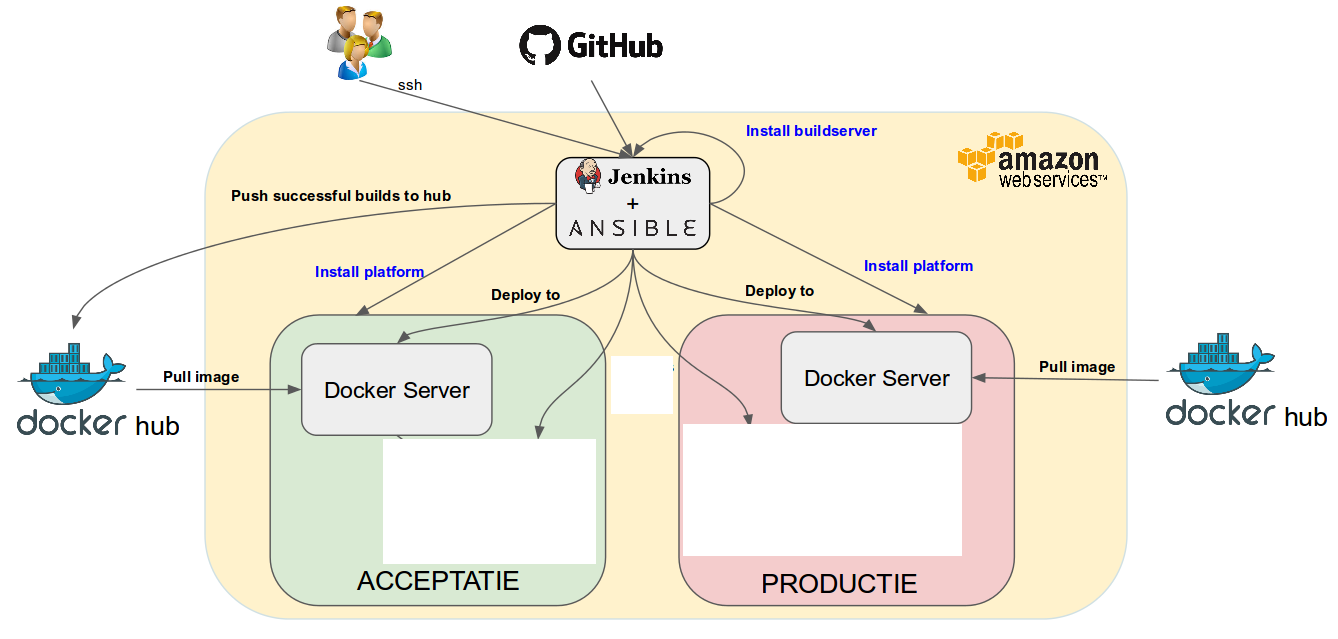 GitHub
ssh
Install buildserver
amazon
webservices™
Jenkins
+
ANSIBLE
Push successful builds to hub
Install platform
Install platform
Deploy to
Deploy to
Docker Server
Docker Server
Pull image
Pull image
docker hub
docker hub
ACCEPTATIE
PRODUCTIE